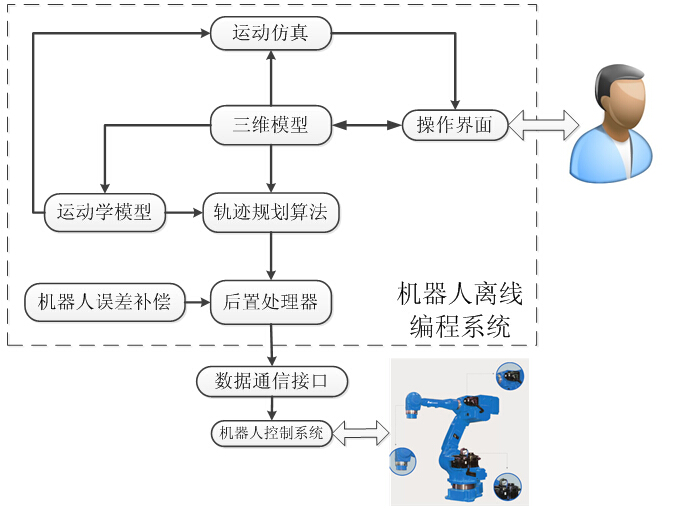 运动仿真
三维模型
操作界面
运动学模型
轨迹规划算法
机器人误差补偿
后置处理器
机器人离线
编程系统
数据通信接口
机器人控制系统